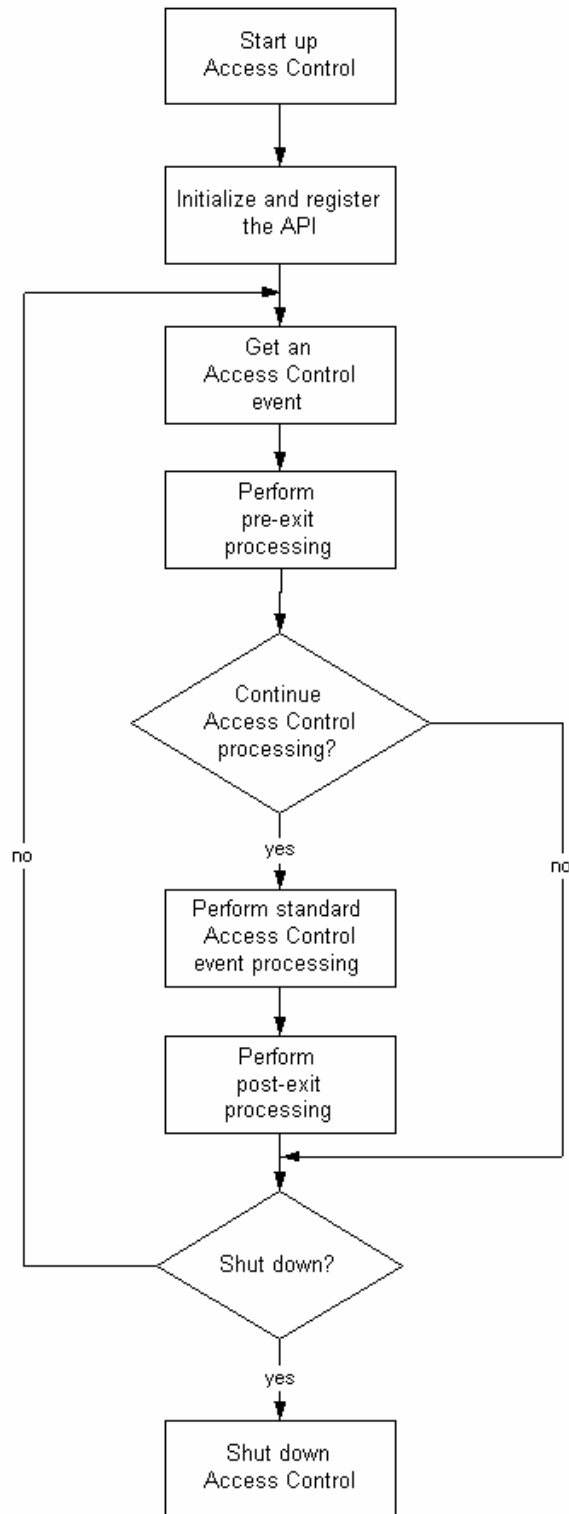 Start up
Access Control
Initialize and register
the API
Get an
Access Control
event
Perform
pre-exit
processing
Continue
Access Control
processing?
yes
no
no
Perform standard
Access Control
event processing
Perform
post-exit
processing
Shut down?
yes
Shut down
Access Control